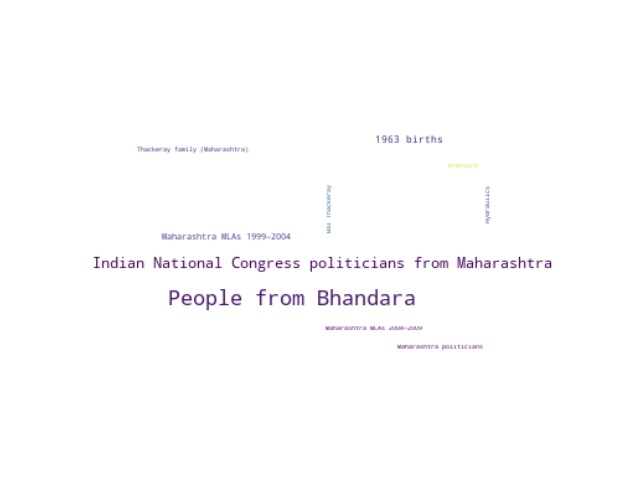 1963 births
Thackeray family (Maharashtra)
Pressure
Hydraulics
Thackeray
Maharashtra MLAs 1999–2004
Indian National Congress politicians from Maharashtra
People from Bhandara
Maharashtra MLAs 2004–2009
Maharashtra politicians